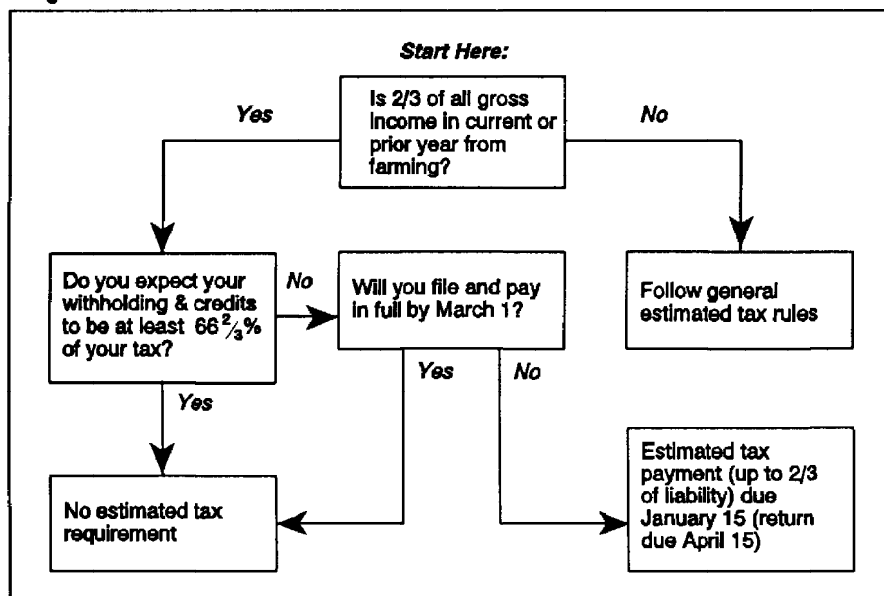 Start Here:
Is 2/3 of all gross
income in current or
prior year from
farming?
Yes
No
Do you expect your
withholding & credits
to be at least 66 2/3%
of your tax?
No
Will you file and pay
in full by March 1?
Follow general
estimated tax rules
Yes
Yes
No
No estimated tax
requirement
Estimated tax
payment (up to 2/3
of liability) due
January 15 (return
due April 15)